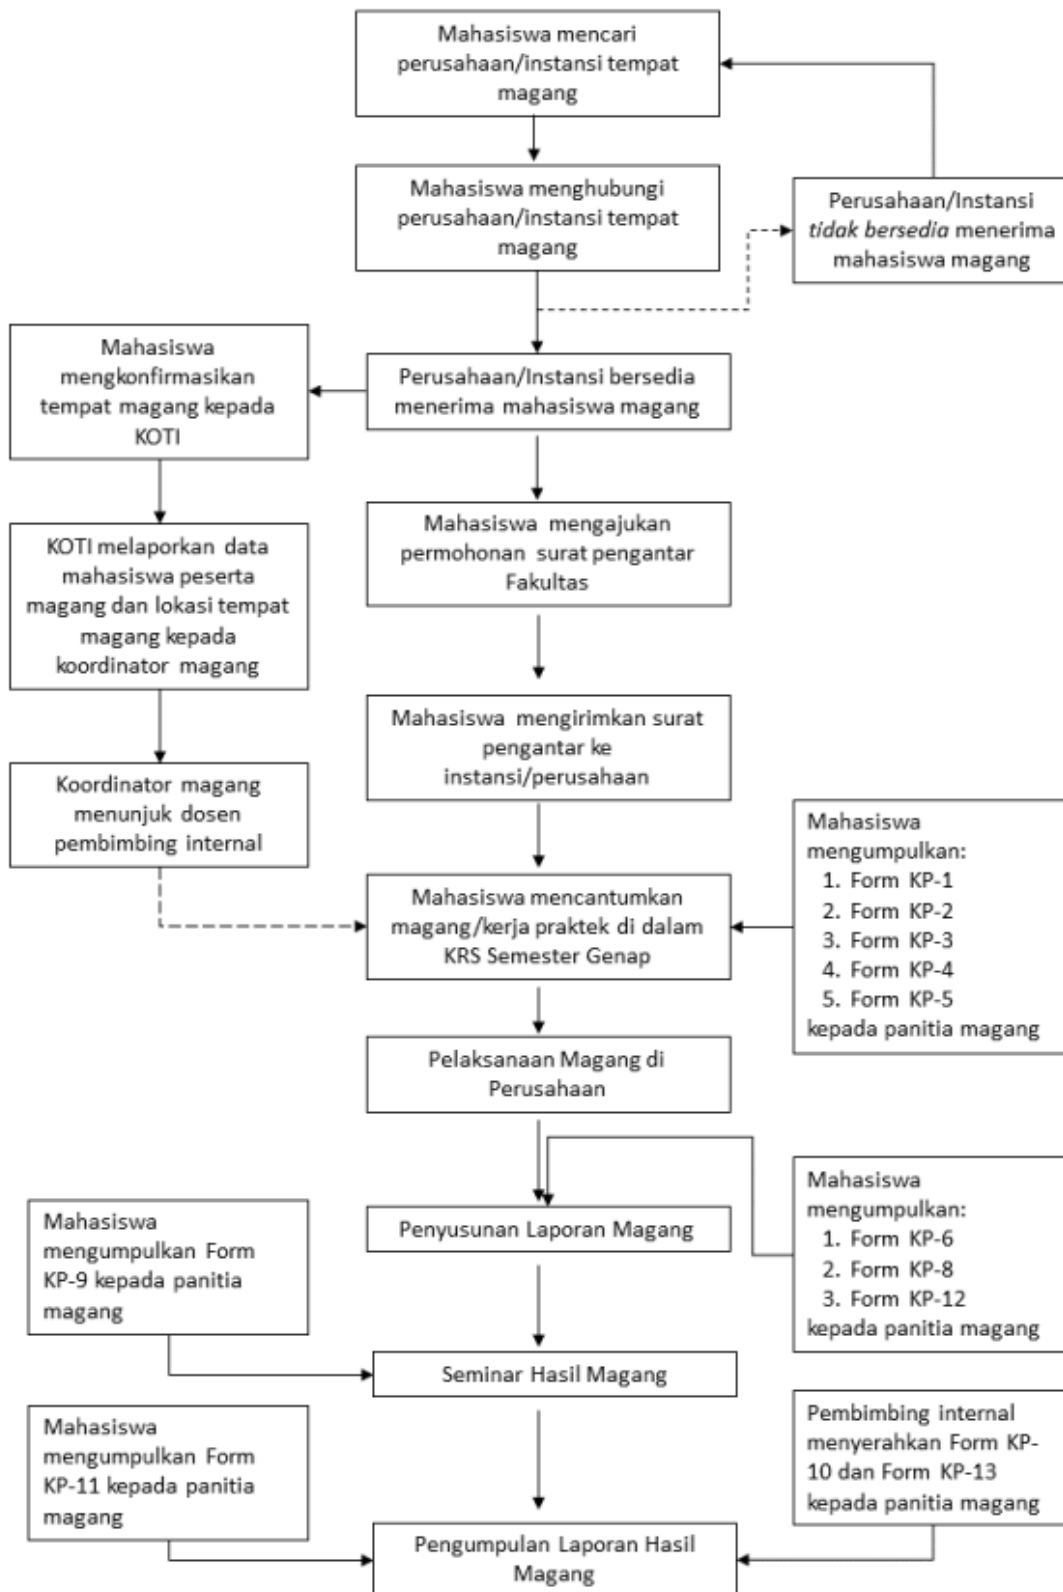 Mahasiswa mencari
perusahaan/instansi tempat
magang
Mahasiswa menghubungi
perusahaan/instansi tempat
magang
Perusahaan/Instansi
tidak bersedia menerima
mahasiswa magang
Mahasiswa
mengkonfirmasikan
tempat magang kepada
KOTI
Perusahaan/Instansi bersedia
menerima mahasiswa magang
KOTI melaporkan data
mahasiswa peserta
magang dan lokasi tempat
magang kepada
koordinator magang
Mahasiswa mengajukan
permohonan surat pengantar
Fakultas
Mahasiswa mengirimkan surat
pengantar ke
instansi/perusahaan
Koordinator magang
menunjuk dosen
pembimbing internal
Mahasiswa mencantumkan
magang/kerja praktek di dalam
KRS Semester Genap
Mahasiswa
mengumpulkan:
1. Form KP-1
2. Form KP-2
3. Form KP-3
4. Form KP-4
5. Form KP-5
kepada panitia magang
Pelaksanaan Magang di
Perusahaan
Mahasiswa
mengumpulkan:
1. Form KP-6
2. Form KP-8
3. Form KP-12
kepada panitia magang
Penyusunan Laporan Magang
Mahasiswa
mengumpulkan Form
KP-9 kepada panitia
magang
Seminar Hasil Magang
Mahasiswa
mengumpulkan Form
KP-11 kepada panitia
magang
Pembimbing internal
menyerahkan Form KP-
10 dan Form KP-13
kepada panitia magang
Pengumpulan Laporan Hasil
Magang